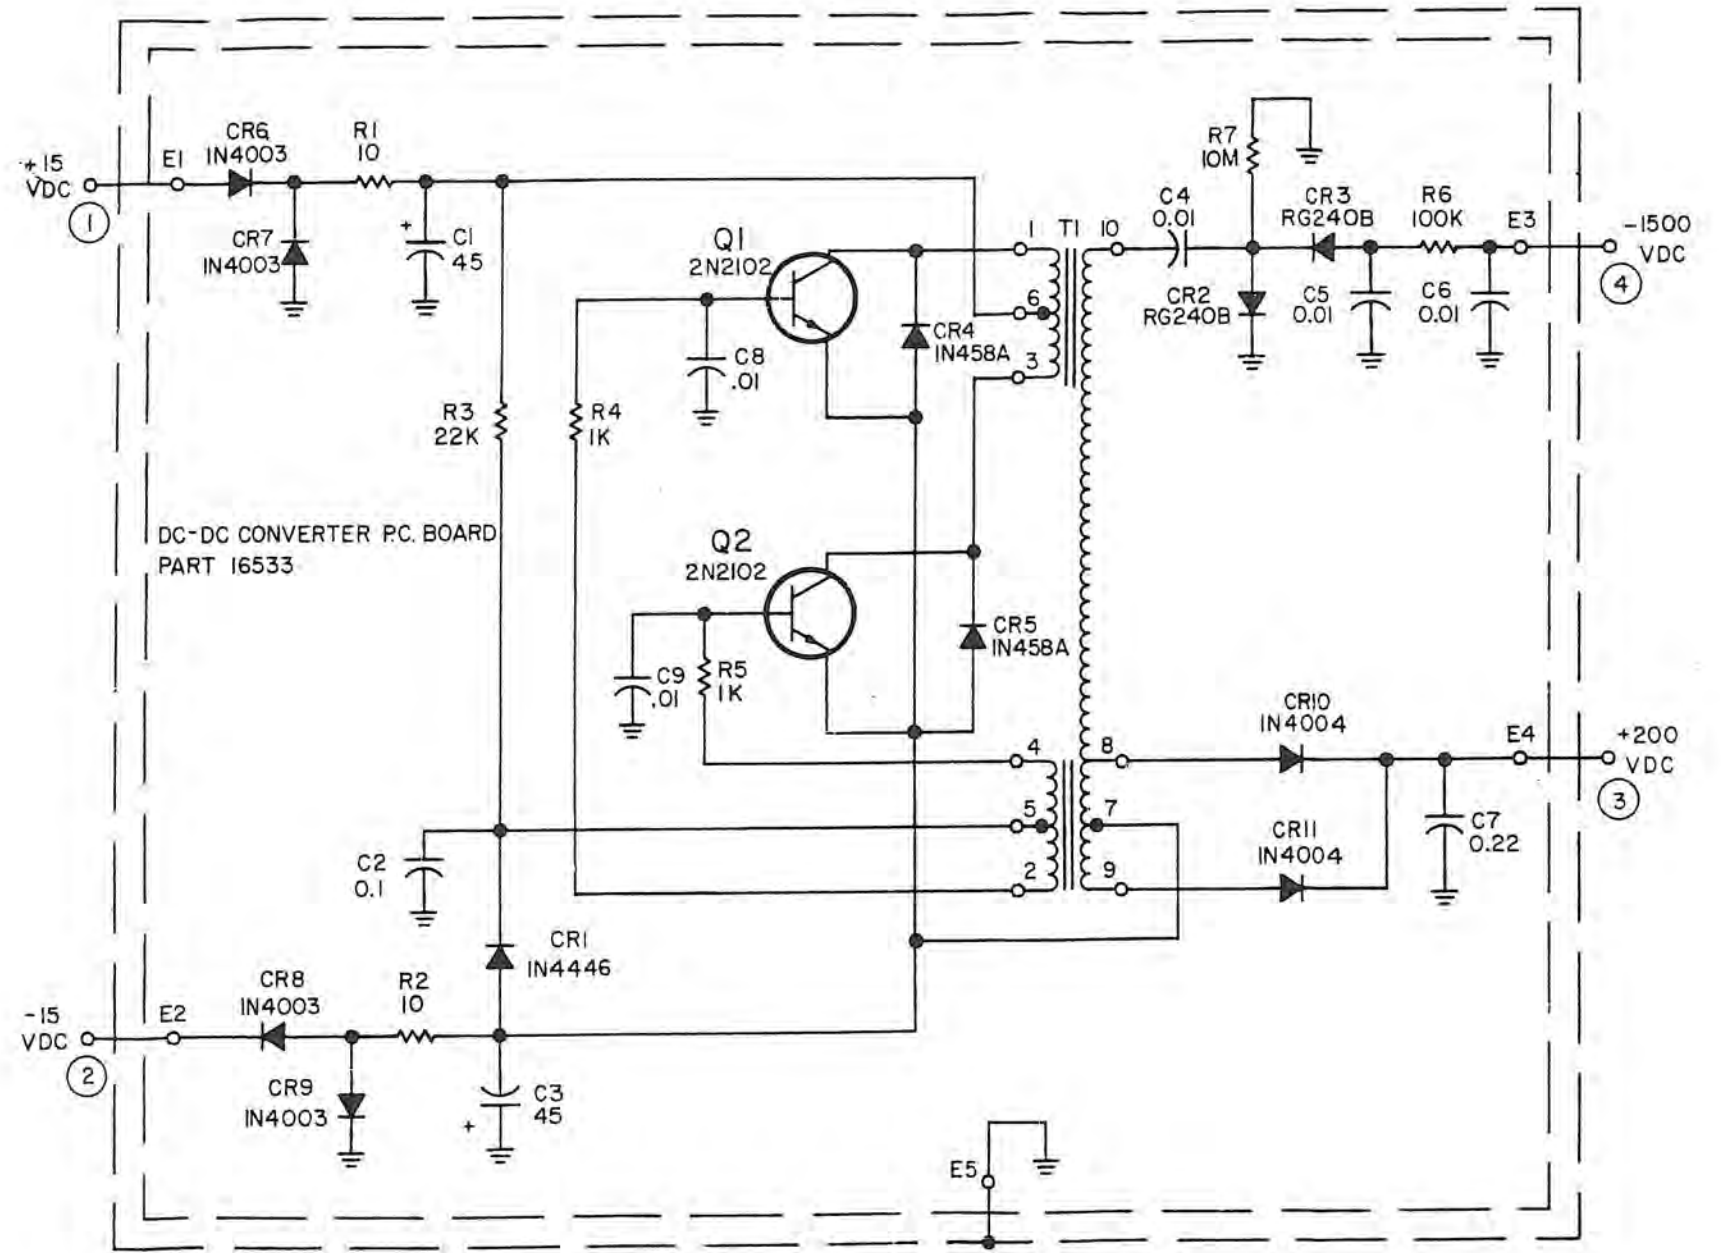 +15
VDC
1
E1
CR6
IN4003
R1
10
CR7
IN4003
+
C1
45
Q1
2N2102
C8
.01
CR4
IN458A
1
T1
10
6
3
C4
0.01
R7
10M
CR2
RG240B
CR3
RG240B
C5
0.01
R6
100K
C6
0.01
E3
-1500
VDC
4
R3
22K
R4
1K
DC-DC CONVERTER P.C. BOARD
PART 16533
Q2
2N2102
C9
.01
R5
1K
CR5
IN458A
4
5
2
8
7
9
CR10
IN4004
CR11
IN4004
E4
+200
VDC
3
C7
0.22
C2
0.1
CR1
IN4446
-15
VDC
2
E2
CR8
IN4003
R2
10
CR9
IN4003
C3
45
+
E5